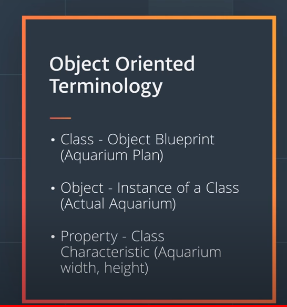 Object Oriented
Terminology
• Class - Object Blueprint
(Aquarium Plan)
• Object - Instance of a Class
(Actual Aquarium)
• Property - Class
Characteristic (Aquarium
width, height)